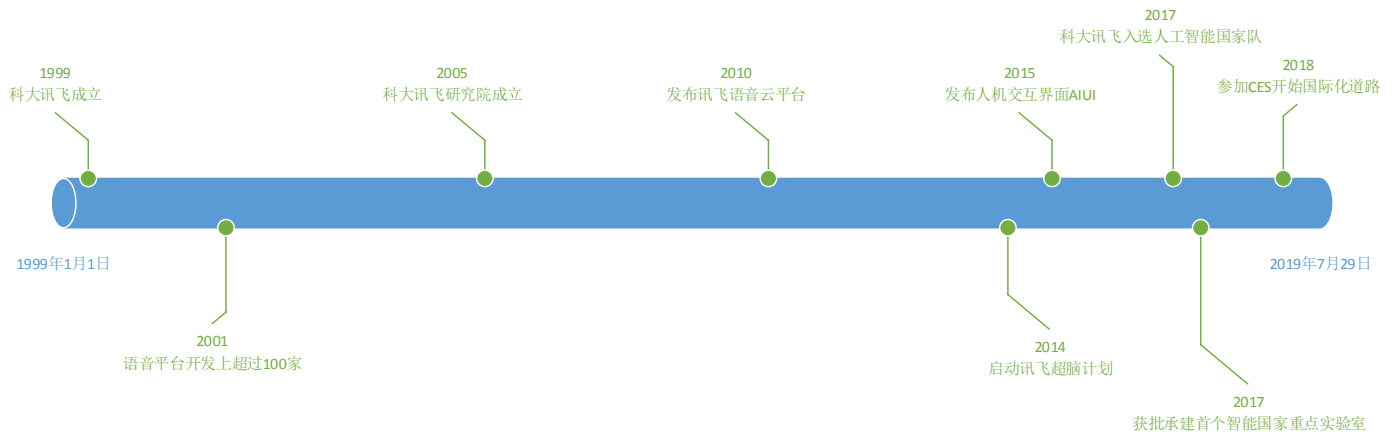 2017
科大讯飞入选人工智能国家队
2018
参加CES开始国际化道路
1999
科大讯飞成立
2005
科大讯飞研究院成立
2010
发布讯飞语音云平台
2015
发布人机交互界面AIUI
1999年1月1日
2019年7月29日
2001
语音平台开发上超过100家
2014
启动讯飞超脑计划
2017
获批承建首个智能国家重点实验室